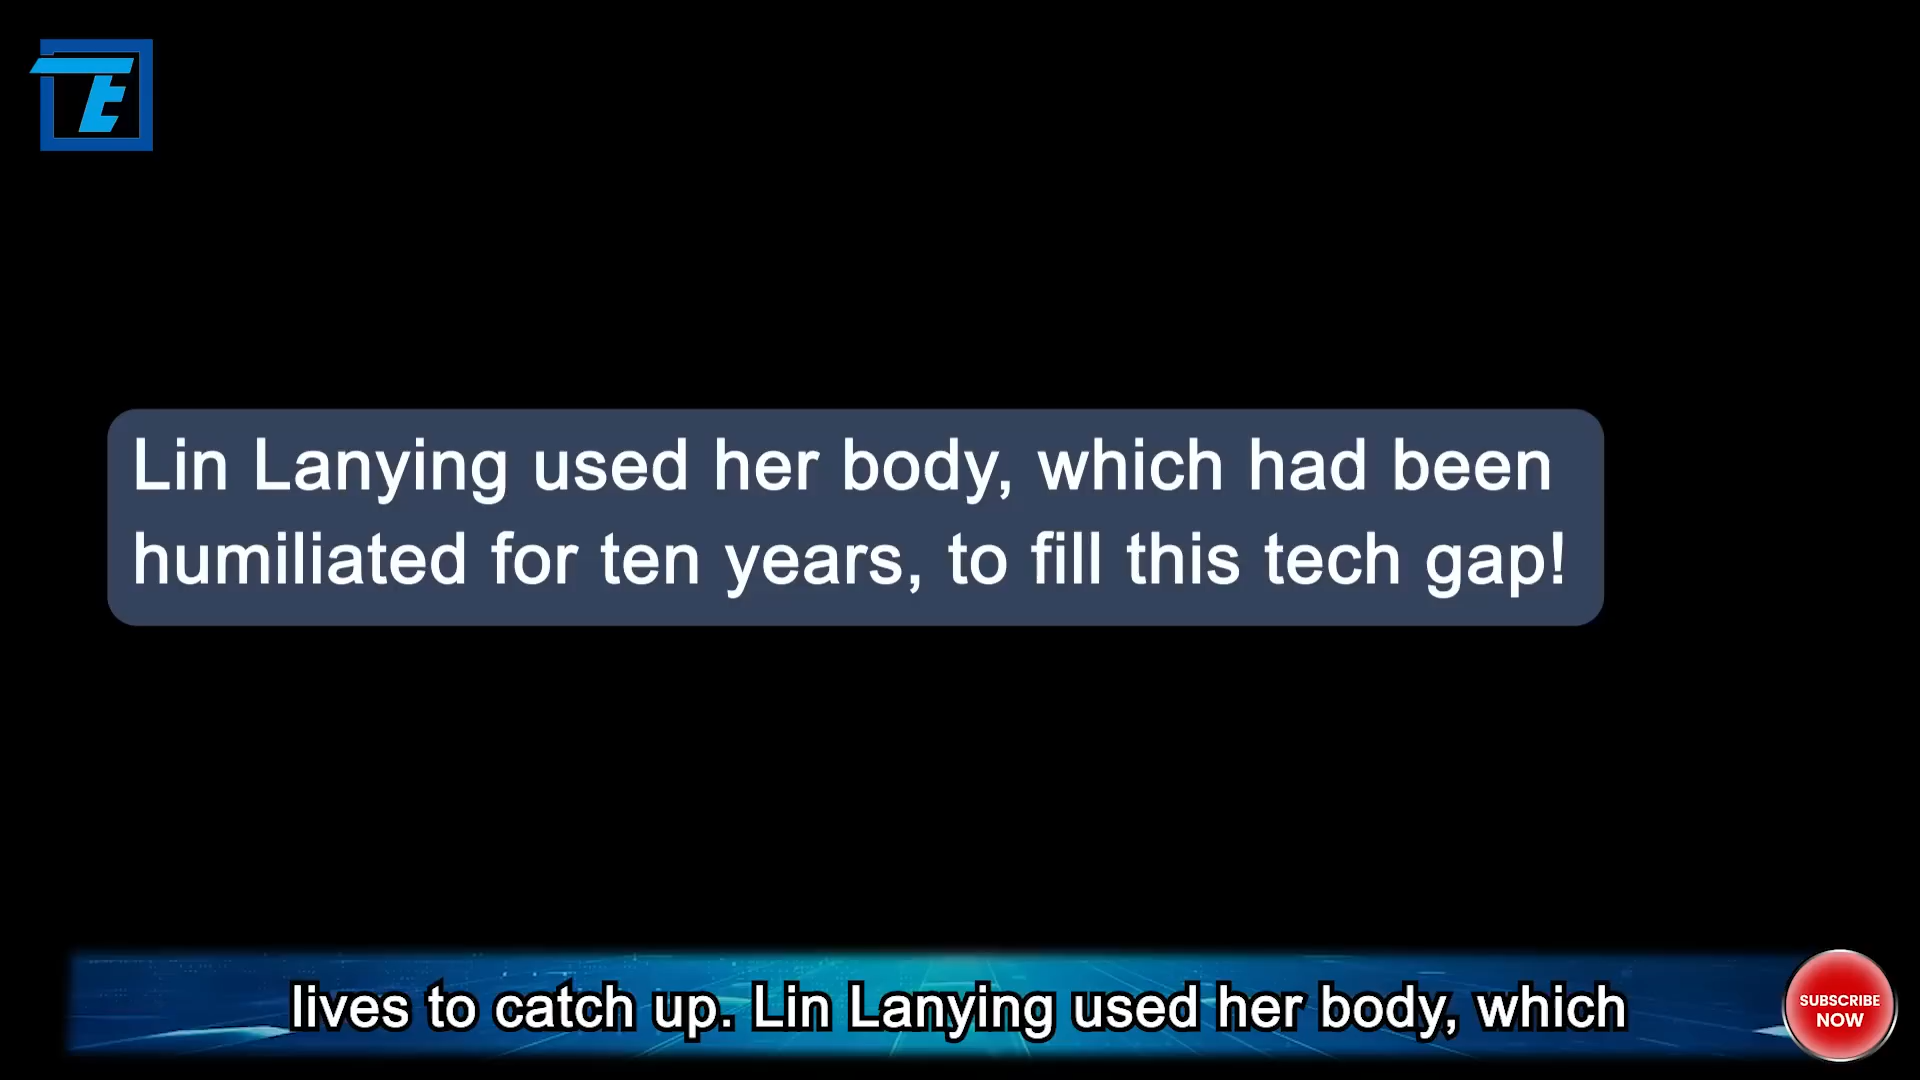 TE
Lin Lanying used her body, which had been
humiliated for ten years, to fill this tech gap!
lives to catch up. Lin Lanying used her body, which
SUBSCRIBE
NOW